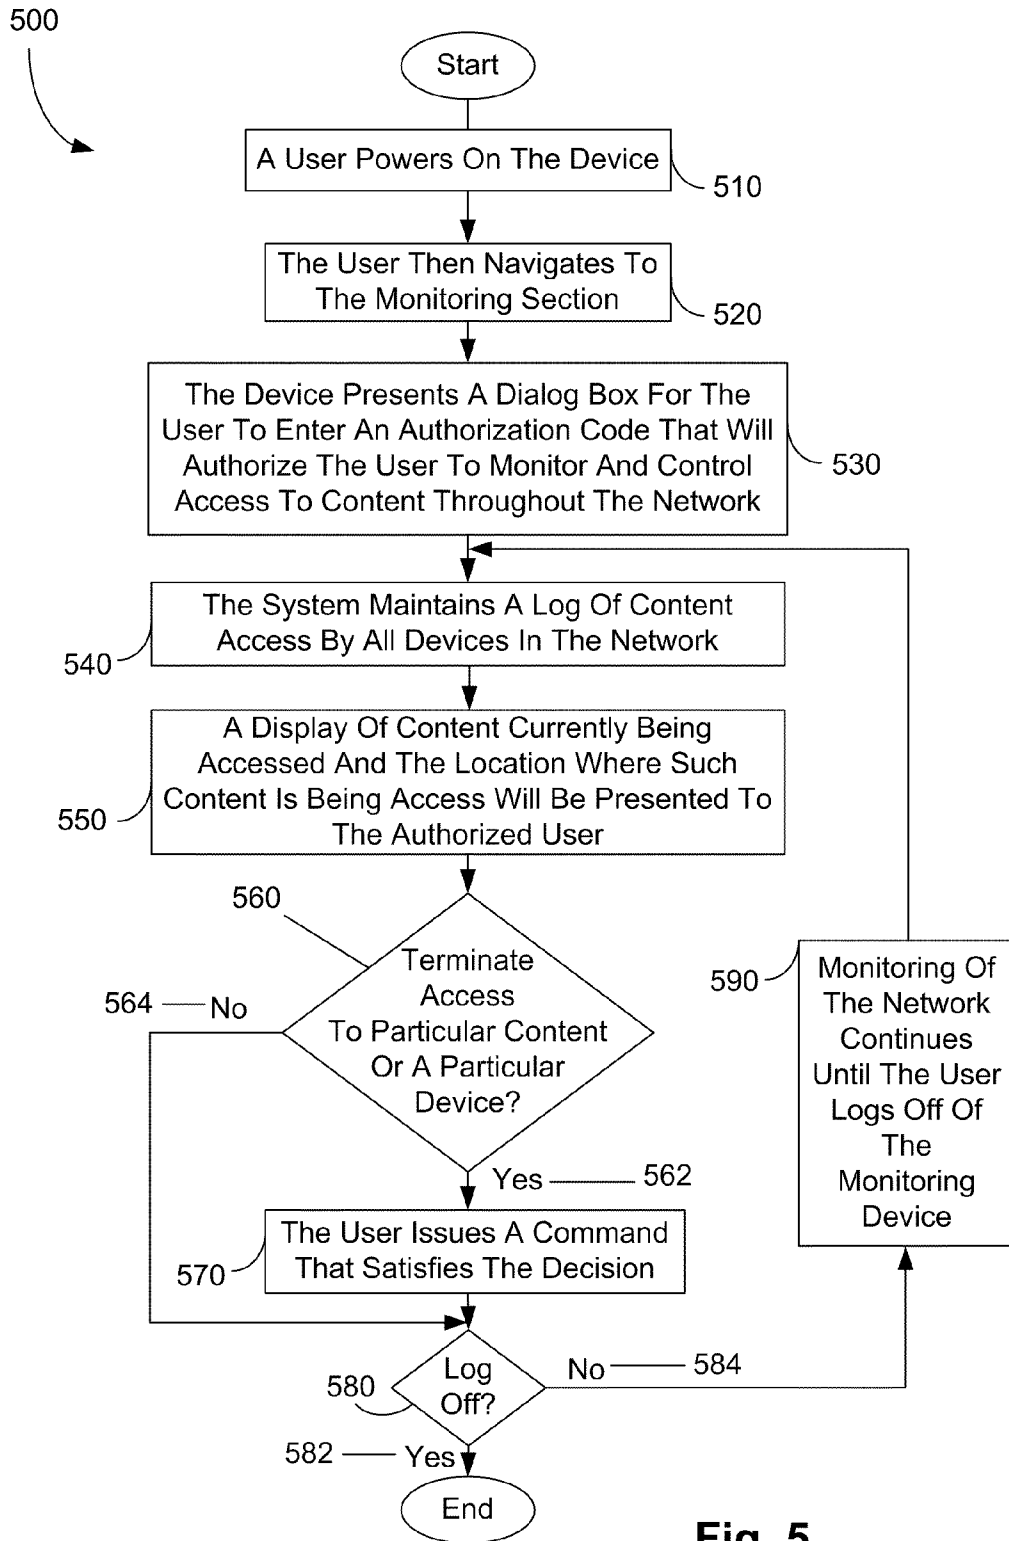 500
Start
A User Powers On The Device
510
The User Then Navigates To
The Monitoring Section
520
The Device Presents A Dialog Box For The
User To Enter An Authorization Code That Will
Authorize The User To Monitor And Control
Access To Content Throughout The Network
530
The System Maintains A Log Of Content
Access By All Devices In The Network
540
A Display Of Content Currently Being
Accessed And The Location Where Such
Content Is Being Access Will Be Presented To
The Authorized User
550
560
Terminate
Access
To Particular Content
Or A Particular
Device?
564
No
Yes
562
590
Monitoring Of
The Network
Continues
Until The User
Logs Off Of
The
Monitoring
Device
The User Issues A Command
That Satisfies The Decision
570
Log
Off?
580
No
584
582
Yes
End
Fig. 5